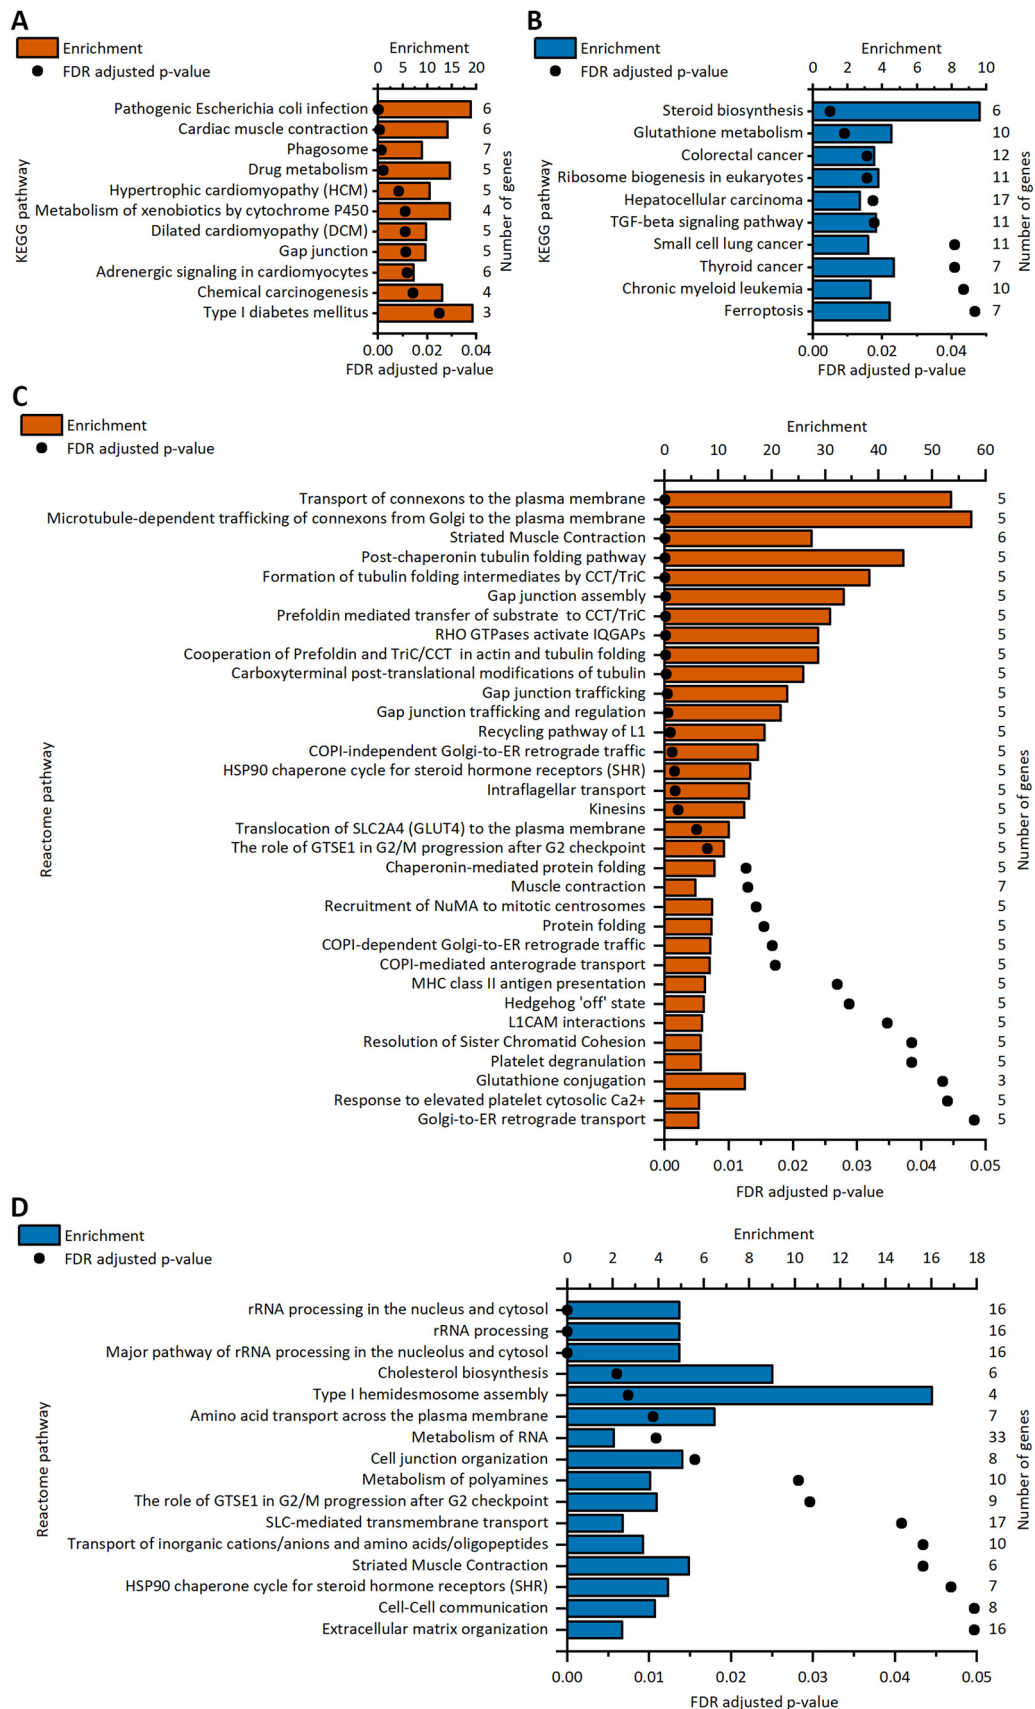 A
Enrichment
FDR adjusted p-value
Enrichment
0 5 10 15 20
KEGG pathway
Pathogenic Escherichia coli infection 6
Cardiac muscle contraction 6
Phagosome 7
Drug metabolism 5
Hypertrophic cardiomyopathy (HCM) 5
Metabolism of xenobiotics by cytochrome P450 4
Dilated cardiomyopathy (DCM) 5
Gap junction 5
Adrenergic signaling in cardiomyocytes 6
Chemical carcinogenesis 4
Type I diabetes mellitus 3
Number of genes
0.00 0.02 0.04
FDR adjusted p-value
B
Enrichment
FDR adjusted p-value
Enrichment
0 2 4 6 8 10
KEGG pathway
Steroid biosynthesis 6
Glutathione metabolism 10
Colorectal cancer 12
Ribosome biogenesis in eukaryotes 11
Hepatocellular carcinoma 17
TGF-beta signaling pathway 11
Small cell lung cancer 11
Thyroid cancer 7
Chronic myeloid leukemia 10
Ferroptosis 7
Number of genes
0.00 0.02 0.04
FDR adjusted p-value
C
Enrichment
FDR adjusted p-value
Enrichment
0 10 20 30 40 50 60
Reactome pathway
Transport of connexons to the plasma membrane 5
Microtubule-dependent trafficking of connexons from Golgi to the plasma membrane 5
Striated Muscle Contraction 6
Post-chaperonin tubulin folding pathway 5
Formation of tubulin folding intermediates by CCT/TriC 5
Gap junction assembly 5
Prefoldin mediated transfer of substrate to CCT/TriC 5
RHO GTPases activate IQGAPs 5
Cooperation of Prefoldin and TriC/CCT in actin and tubulin folding 5
Carboxyterminal post-translational modifications of tubulin 5
Gap junction trafficking 5
Gap junction trafficking and regulation 5
Recycling pathway of L1 5
COPI-independent Golgi-to-ER retrograde traffic 5
HSP90 chaperone cycle for steroid hormone receptors (SHR) 5
Intraflagellar transport 5
Kinesins 5
Translocation of SLC2A4 (GLUT4) to the plasma membrane 5
The role of GTSE1 in G2/M progression after G2 checkpoint 5
Chaperonin-mediated protein folding 5
Muscle contraction 7
Recruitment of NuMA to mitotic centrosomes 5
Protein folding 5
COPI-dependent Golgi-to-ER retrograde traffic 5
COPI-mediated anterograde transport 5
MHC class II antigen presentation 5
Hedgehog 'off' state 5
L1CAM interactions 5
Resolution of Sister Chromatid Cohesion 5
Platelet degranulation 5
Glutathione conjugation 3
Response to elevated platelet cytosolic Ca2+ 5
Golgi-to-ER retrograde transport 5
Number of genes
0.00 0.01 0.02 0.03 0.04 0.05
FDR adjusted p-value
D
Enrichment
FDR adjusted p-value
Enrichment
0 2 4 6 8 10 12 14 16 18
Reactome pathway
rRNA processing in the nucleus and cytosol 16
rRNA processing 16
Major pathway of rRNA processing in the nucleolus and cytosol 16
Cholesterol biosynthesis 6
Type I hemidesmosome assembly 4
Amino acid transport across the plasma membrane 7
Metabolism of RNA 33
Cell junction organization 8
Metabolism of polyamines 10
The role of GTSE1 in G2/M progression after G2 checkpoint 9
SLC-mediated transmembrane transport 17
Transport of inorganic cations/anions and amino acids/oligopeptides 10
Striated Muscle Contraction 6
HSP90 chaperone cycle for steroid hormone receptors (SHR) 7
Cell-Cell communication 8
Extracellular matrix organization 16
Number of genes
0.00 0.01 0.02 0.03 0.04 0.05
FDR adjusted p-value